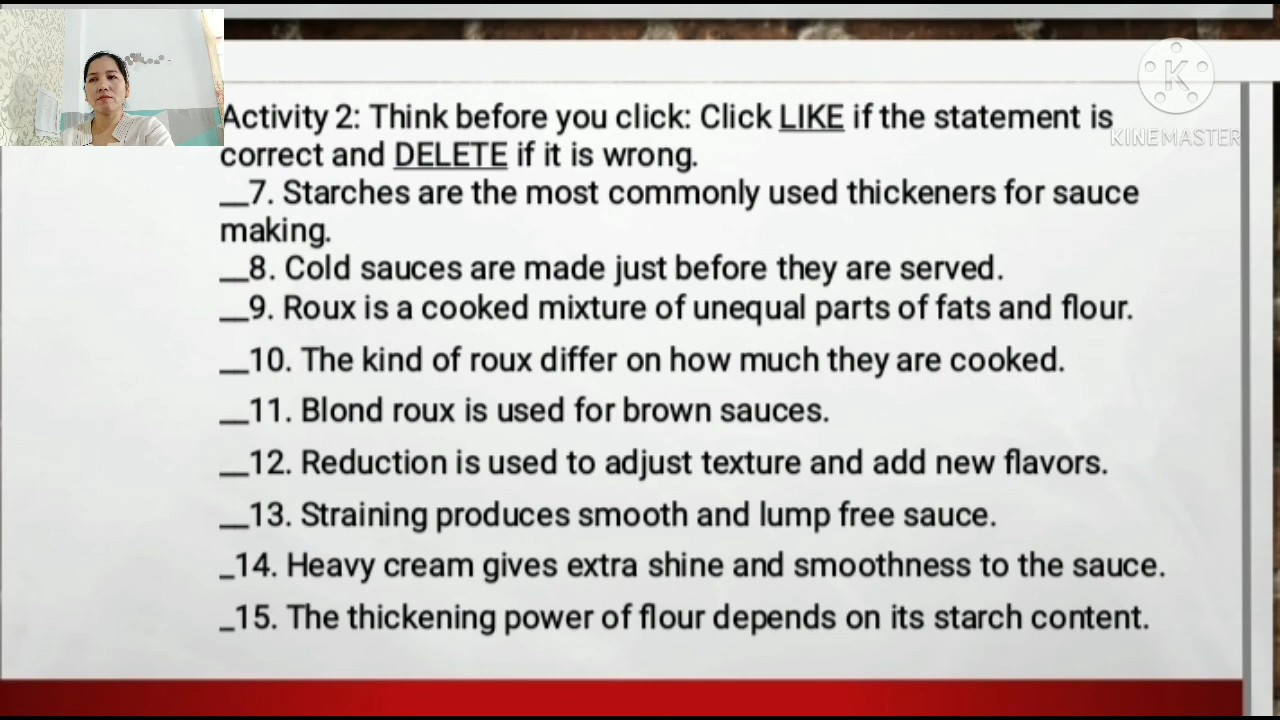 Activity 2: Think before you click: Click LIKE if the statement is
correct and DELETE if it is wrong.
__7. Starches are the most commonly used thickeners for sauce
making.
__8. Cold sauces are made just before they are served.
__9. Roux is a cooked mixture of unequal parts of fats and flour.
__10. The kind of roux differ on how much they are cooked.
__11. Blond roux is used for brown sauces.
__12. Reduction is used to adjust texture and add new flavors.
__13. Straining produces smooth and lump free sauce.
_14. Heavy cream gives extra shine and smoothness to the sauce.
_15. The thickening power of flour depends on its starch content.
K
KINEMASTER